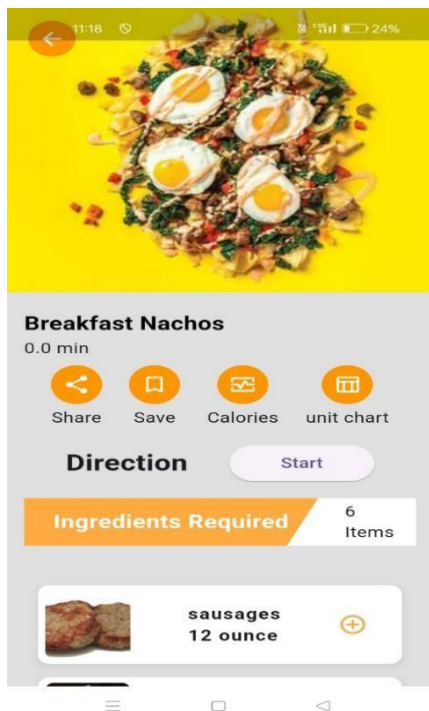 11:18
24%
Breakfast Nachos
0.0 min
Share Save Calories unit chart
Direction Start
Ingredients Required
6
Items
sausages
12 ounce